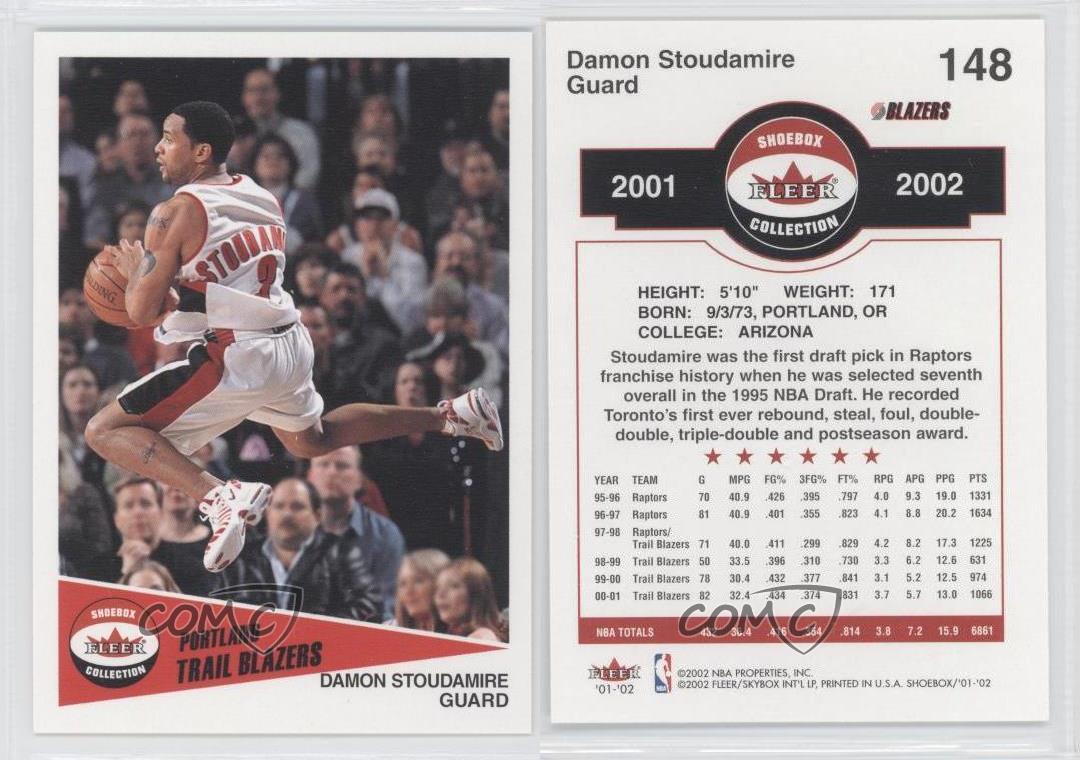 STOUDAM
3
SPALDING
SHOEBOX
FLEER
COLLECTION
PORTLAND
TRAIL BLAZERS
DAMON STOUDAMIRE
GUARD
COMC
Damon Stoudamire
Guard
148
BLAZERS
2001
SHOEBOX
FLEER®
COLLECTION
2002
HEIGHT: 5'10" WEIGHT: 171
BORN: 9/3/73, PORTLAND, OR
COLLEGE: ARIZONA
Stoudamire was the first draft pick in Raptors
franchise history when he was selected seventh
overall in the 1995 NBA Draft. He recorded
Toronto's first ever rebound, steal, foul, double-
double, triple-double and postseason award.
YEAR TEAM G MPG FG% 3FG% FT% RPG APG PPG PTS
95-96 Raptors 70 40.9 .426 .395 .797 4.0 9.3 19.0 1331
96-97 Raptors 81 40.9 .401 .355 .823 4.1 8.8 20.2 1634
97-98 Raptors/
Trail Blazers 71 40.0 .411 .299 .829 4.2 8.2 17.3 1225
98-99 Trail Blazers 50 33.5 .396 .310 .730 3.3 6.2 12.6 631
99-00 Trail Blazers 78 30.4 .432 .377 .841 3.1 5.2 12.5 974
00-01 Trail Blazers 82 32.4 .434 .374 .831 3.7 5.7 13.0 1066
NBA TOTALS 432 36.4 .416 .364 .814 3.8 7.2 15.9 6861
COMC
FLEER
'01-'02
NBA
©2002 NBA PROPERTIES, INC.
©2002 FLEER/SKYBOX INT'L LP, PRINTED IN U.S.A. SHOEBOX/'01-'02